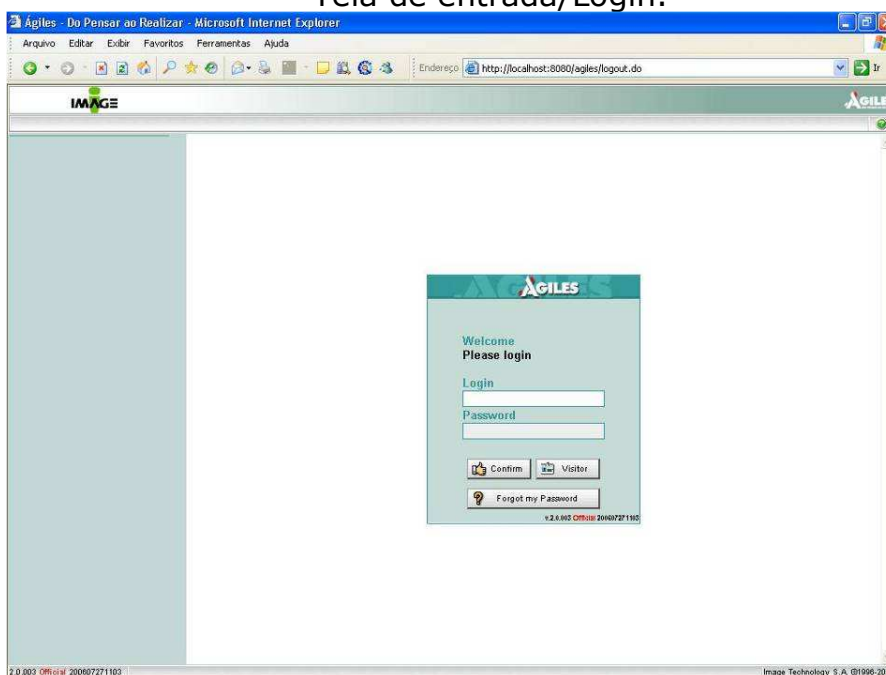 Tela de entrada/Login:
Ágiles - Do Pensar ao Realizar - Microsoft Internet Explorer
Arquivo Editar Exibir Favoritos Ferramentas Ajuda
Endereço http://localhost:8080/agiles/logout.do Ir
IMAGE
ÁGILE
ÁGILES
Welcome
Please login
Login
Password
Confirm Visitor
Forgot my Password
v.2.0.003 Official 200607271103
2.0.003 Official 200607271103
Image Technology S.A. @1996-20